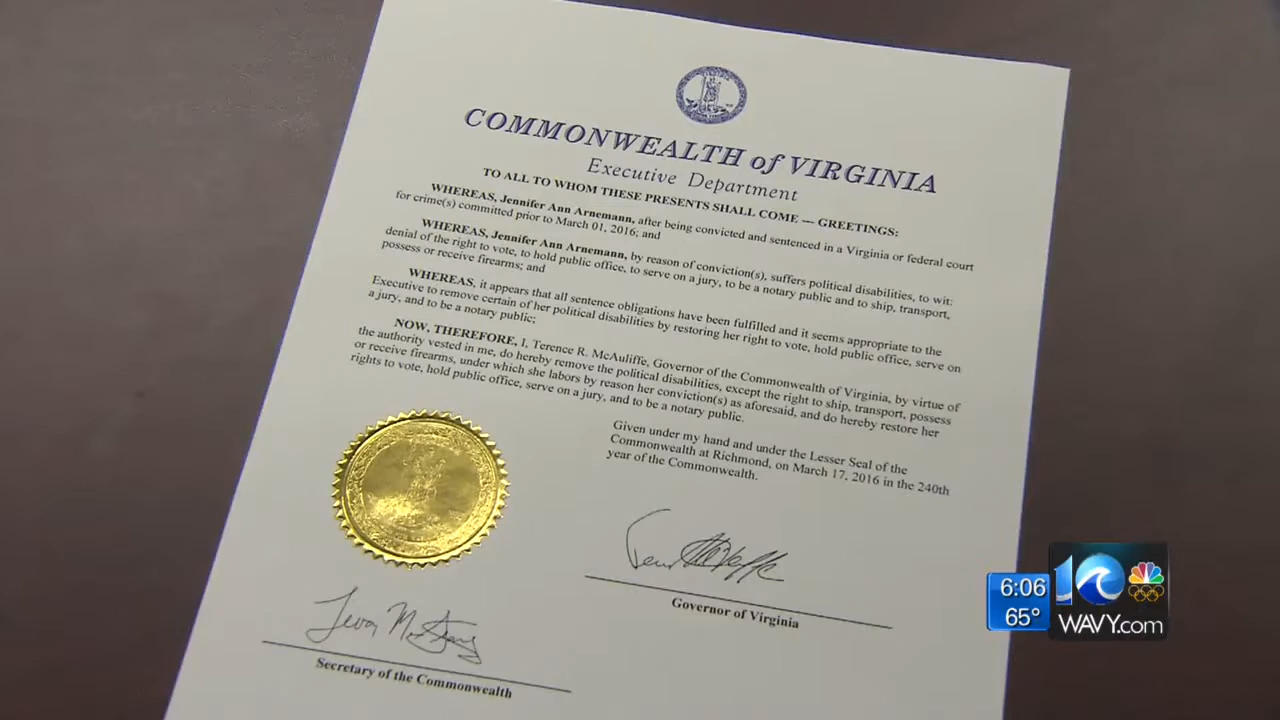 COMMONWEALTH of VIRGINIA
Executive Department
TO ALL TO WHOM THESE PRESENTS SHALL COME — GREETINGS:
WHEREAS, Jennifer Ann Arnemann, after being convicted and sentenced in a Virginia or federal court
for crime(s) committed prior to March 01, 2016; and
WHEREAS, Jennifer Ann Arnemann, by reason of conviction(s), suffers political disabilities, to wit:
denial of the right to vote, to hold public office, to serve on a jury, to be a notary public and to ship, transport,
possess or receive firearms; and
WHEREAS, it appears that all sentence obligations have been fulfilled and it seems appropriate to the
Executive to remove certain of her political disabilities by restoring her right to vote, hold public office, serve on
a jury, and to be a notary public;
NOW, THEREFORE, I, Terence R. McAuliffe, Governor of the Commonwealth of Virginia, by virtue of
the authority vested in me, do hereby remove the political disabilities, except the right to ship, transport, possess
or receive firearms, under which she labors by reason her conviction(s) as aforesaid, and do hereby restore her
rights to vote, hold public office, serve on a jury, and to be a notary public.
Given under my hand and under the Lesser Seal of the
Commonwealth at Richmond, on March 17, 2016 in the 240th
year of the Commonwealth.
Governor of Virginia
Secretary of the Commonwealth
6:06
65°
10
WAVY.com